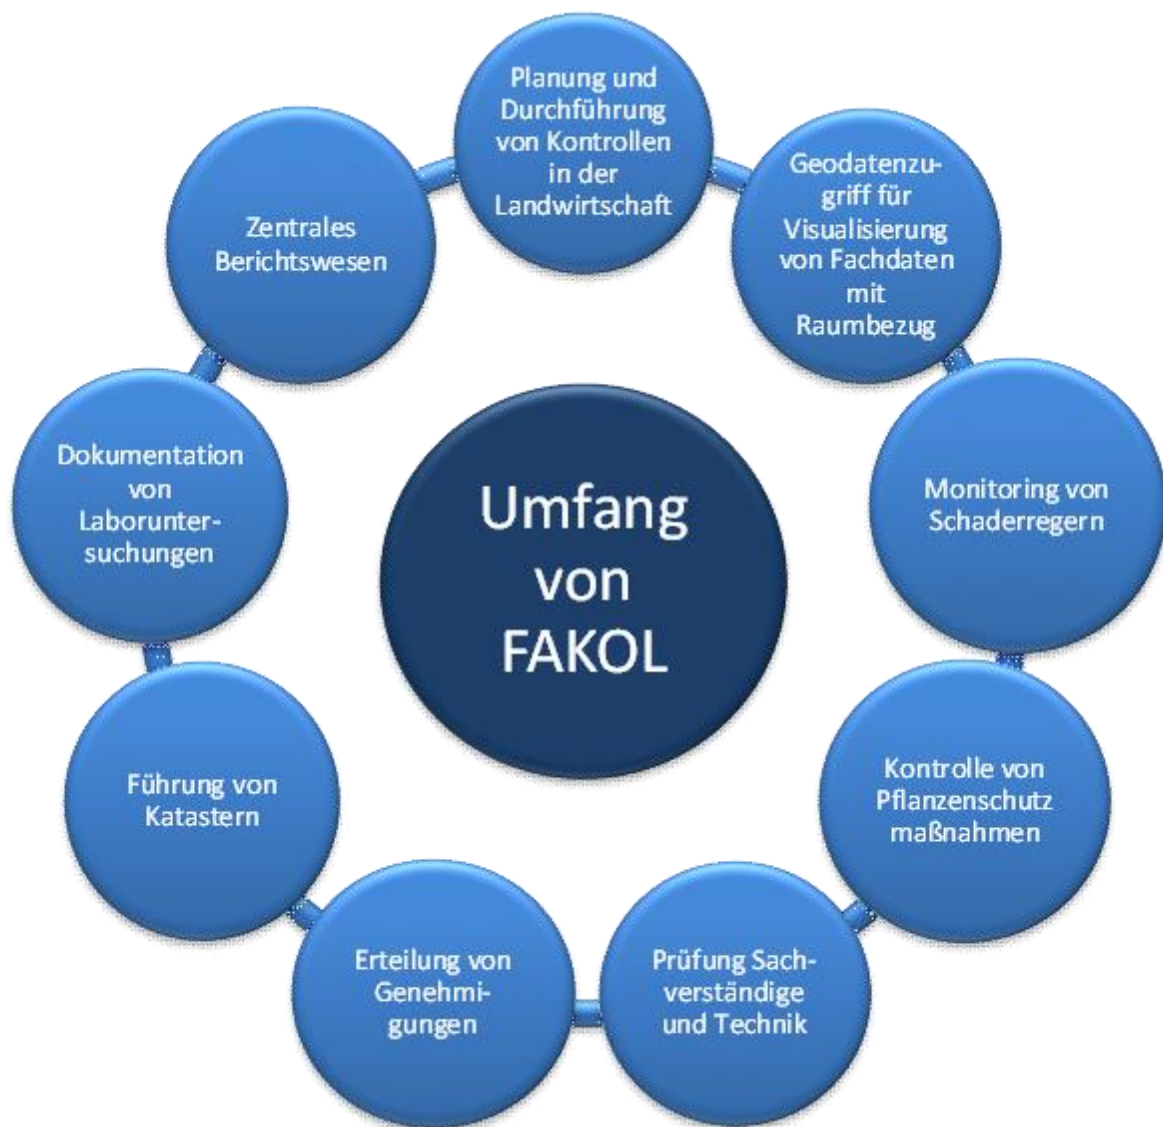 Planung und
Durchführung
von Kontrollen
in der
Landwirtschaft
Geodatenzu-
griff für
Visualisierung
von Fachdaten
mit
Raumbezug
Monitoring von
Schaderregern
Kontrolle von
Pflanzenschutz
maßnahmen
Prüfung Sach-
verständige
und Technik
Erteilung von
Genehmi-
gungen
Führung von
Katastern
Dokumentation
von
Laborunter-
suchungen
Zentrales
Berichtswesen
Umfang
von
FAKOL